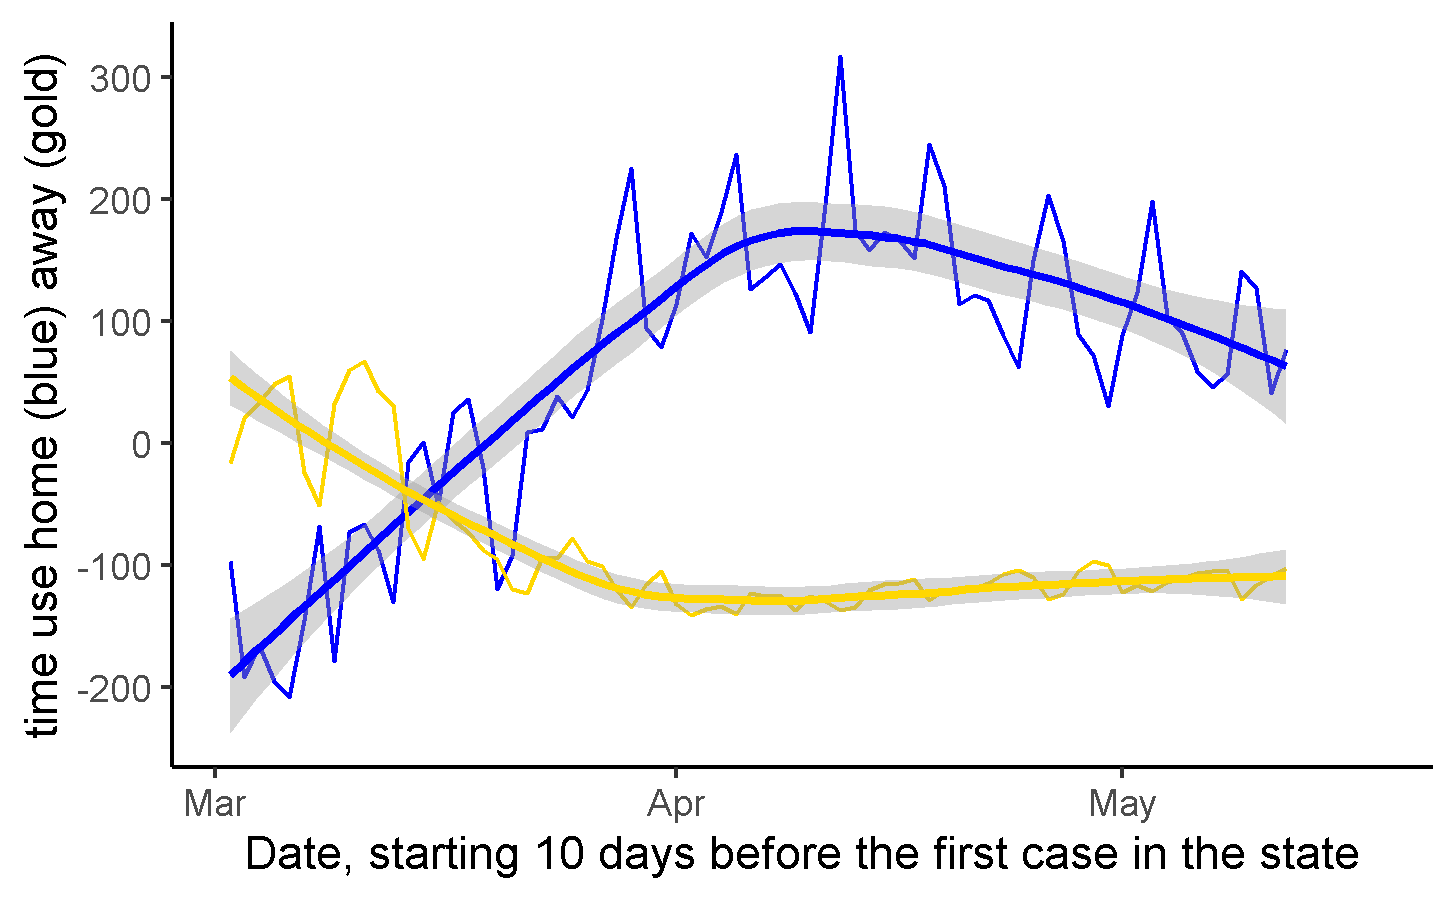 time use home (blue) away (gold)
300
200
100
0
-100
-200
Mar
Apr
May
Date, starting 10 days before the first case in the state